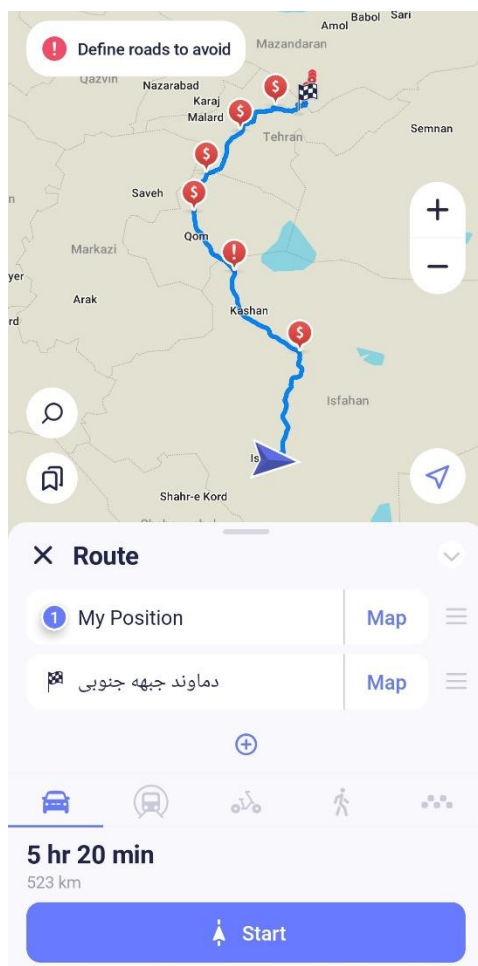 Define roads to avoid
Amol
Babol
Sari
Mazandaran
Qazvin
Nazarabad
Karaj
Malard
Tehran
Semnan
Saveh
Qom
Markazi
Arak
Kashan
Isfahan
Shahr-e Kord
Route
1 My Position Map
دماوند جبهه جنوبی Map
5 hr 20 min
523 km
Start